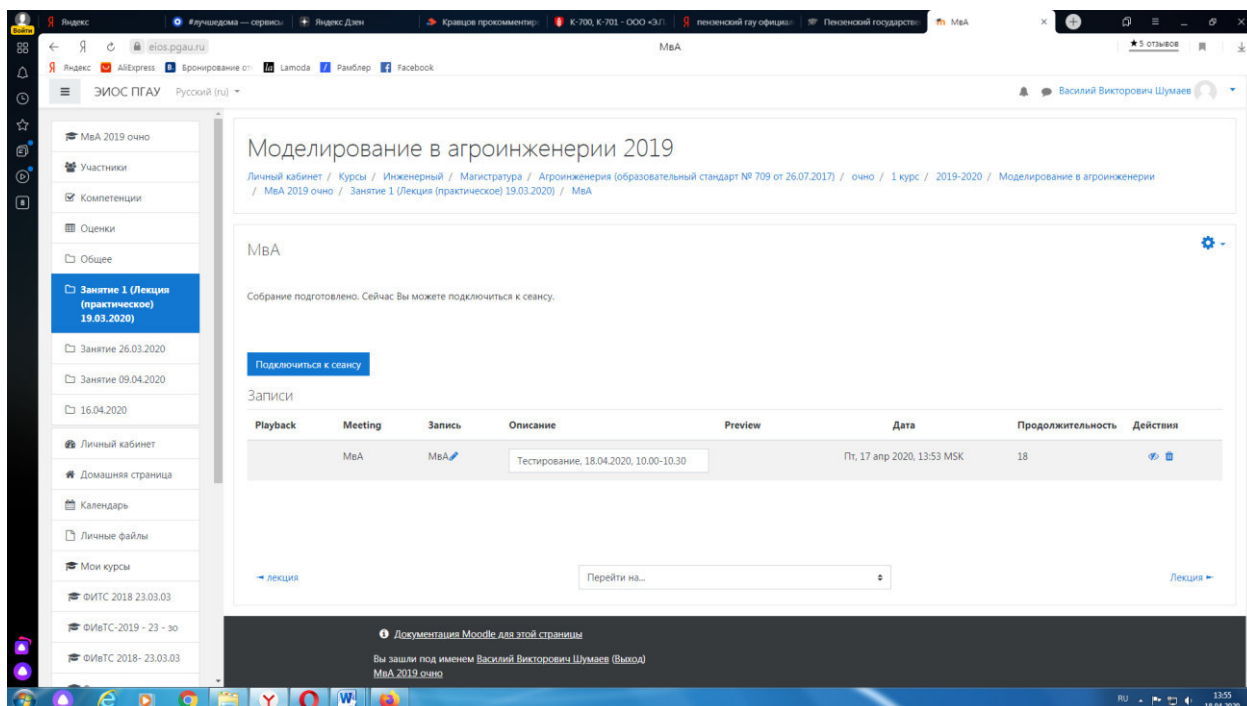 Яндекс
#лучшедома — сервисы
Яндекс Дзен
Кравцов прокомментир
К-700, К-701 - ООО «З.Г
пензенский гау официал
Пензенский государстве
МвА
Войти
eios.pgau.ru
МвА
★5 отзывов
Яндекс AliExpress Бронирование от Lamoda Рамблер Facebook
ЭИОС ПГАУ Русский (ru)
Василий Викторович Шумаев
МвА 2019 очно
Участники
Компетенции
Оценки
Общее
Занятие 1 (Лекция
(практическое)
19.03.2020)
Занятие 26.03.2020
Занятие 09.04.2020
16.04.2020
Личный кабинет
Домашняя страница
Календарь
Личные файлы
Мои курсы
ФИТС 2018 23.03.03
ФИвТС-2019 - 23 - зо
ФИвТС 2018- 23.03.03
Моделирование в агроинженерии 2019
Личный кабинет / Курсы / Инженерный / Магистратура / Агроинженерия (образовательный стандарт № 709 от 26.07.2017) / очно / 1 курс / 2019-2020 / Моделирование в агроинженерии
/ МвА 2019 очно / Занятие 1 (Лекция (практическое) 19.03.2020) / МвА
МвА
Собрание подготовлено. Сейчас Вы можете подключиться к сеансу.
Подключиться к сеансу
Записи
Playback Meeting Запись Описание Preview Дата Продолжительность Действия
МвА МвА Тестирование, 18.04.2020, 10.00-10.30 Пт, 17 апр 2020, 13:53 MSK 18
◄ лекция
Перейти на...
Лекция ►
Документация Moodle для этой страницы
Вы зашли под именем Василий Викторович Шумаев (Выход)
МвА 2019 очно
RU
13:55
18.04.2020